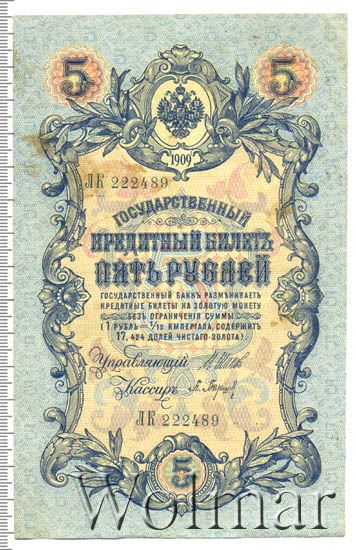 5 5
1909
ЛК 222489
ГОСУДАРСТВЕННЫЙ
КРЕДИТНЫЙ БИЛЕТЪ
ПЯТЬ РУБЛЕЙ
ГОСУДАРСТВЕННЫЙ БАНКЪ РАЗМѢНИВАЕТЪ
КРЕДИТНЫЕ БИЛЕТЫ НА ЗОЛОТУЮ МОНЕТУ
БЕЗЪ ОГРАНИЧЕНІЯ СУММЫ
(1 РУБЛЬ = 1/15 ИМПЕРІАЛА, СОДЕРЖИТЪ
17,424 ДОЛЕЙ ЧИСТАГО ЗОЛОТА)
Управляющій
Кассиръ
ЛК 222489
5
Wolmar